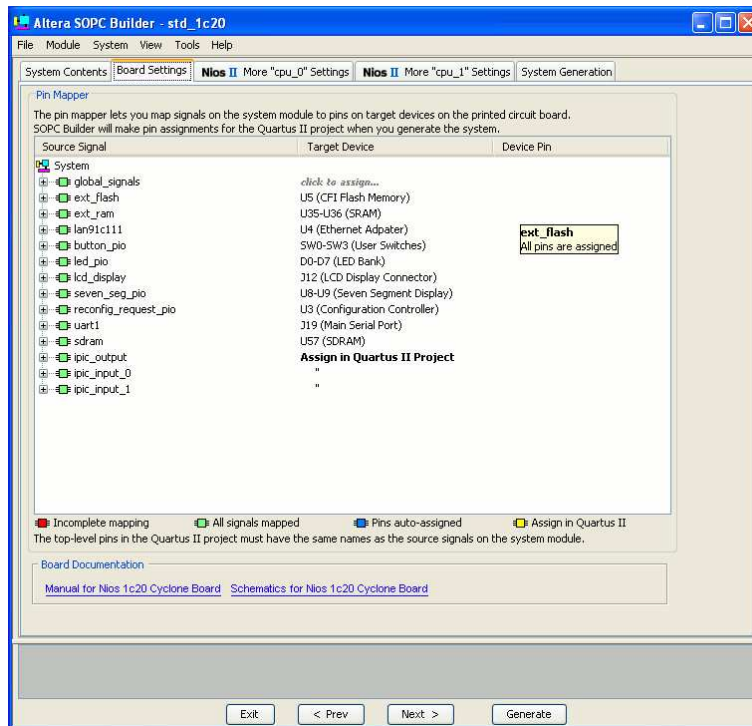 Altera SOPC Builder - std_1c20
File Module System View Tools Help
System Contents Board Settings Nios II More "cpu_0" Settings Nios II More "cpu_1" Settings System Generation
Pin Mapper
The pin mapper lets you map signals on the system module to pins on target devices on the printed circuit board.
SOPC Builder will make pin assignments for the Quartus II project when you generate the system.
Source Signal Target Device Device Pin
System
global_signals click to assign...
ext_flash U5 (CFI Flash Memory)
ext_ram U35-U36 (SRAM)
lan91c111 U4 (Ethernet Adpater)
ext_flash
button_pio SW0-SW3 (User Switches)
All pins are assigned
led_pio D0-D7 (LED Bank)
lcd_display J12 (LCD Display Connector)
seven_seg_pio U8-U9 (Seven Segment Display)
reconfig_request_pio U3 (Configuration Controller)
uart1 J19 (Main Serial Port)
sdram U57 (SDRAM)
ipic_output Assign in Quartus II Project
ipic_input_0 "
ipic_input_1 "
Incomplete mapping All signals mapped Pins auto-assigned Assign in Quartus II
The top-level pins in the Quartus II project must have the same names as the source signals on the system module.
Board Documentation
Manual for Nios 1c20 Cyclone Board Schematics for Nios 1c20 Cyclone Board
Exit < Prev Next > Generate